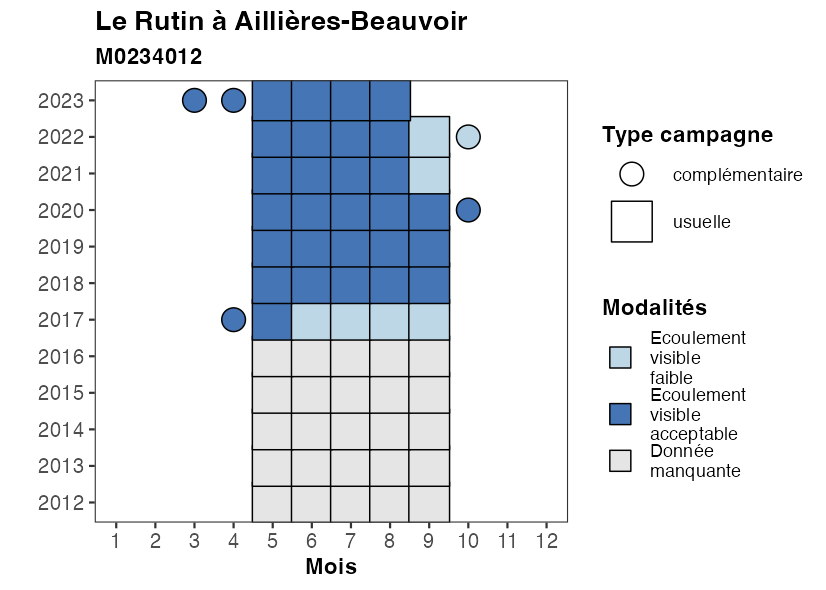 Le Rutin à Aillières-Beauvoir
M0234012
2023
2022
2021
2020
2019
2018
2017
2016
2015
2014
2013
2012
1 2 3 4 5 6 7 8 9 10 11 12
Mois
Type campagne
complémentaire
usuelle
Modalités
Ecoulement
visible
faible
Ecoulement
visible
acceptable
Donnée
manquante